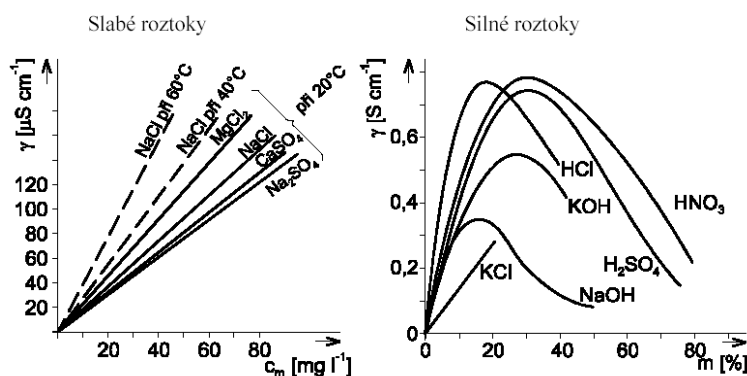 Slabé roztoky
γ [µS cm⁻¹]
120
100
80
60
40
20
0
20
40
60
80
c_m [mg l⁻¹]
NaCl při 60°C
NaCl při 40°C
MgCl₂
NaCl
CaSO₄
Na₂SO₄
při 20°C
Silné roztoky
γ [S cm⁻¹]
0,6
0,4
0,2
0
0
20
40
60
80
m [%]
HCl
KOH
HNO₃
H₂SO₄
KCl
NaOH